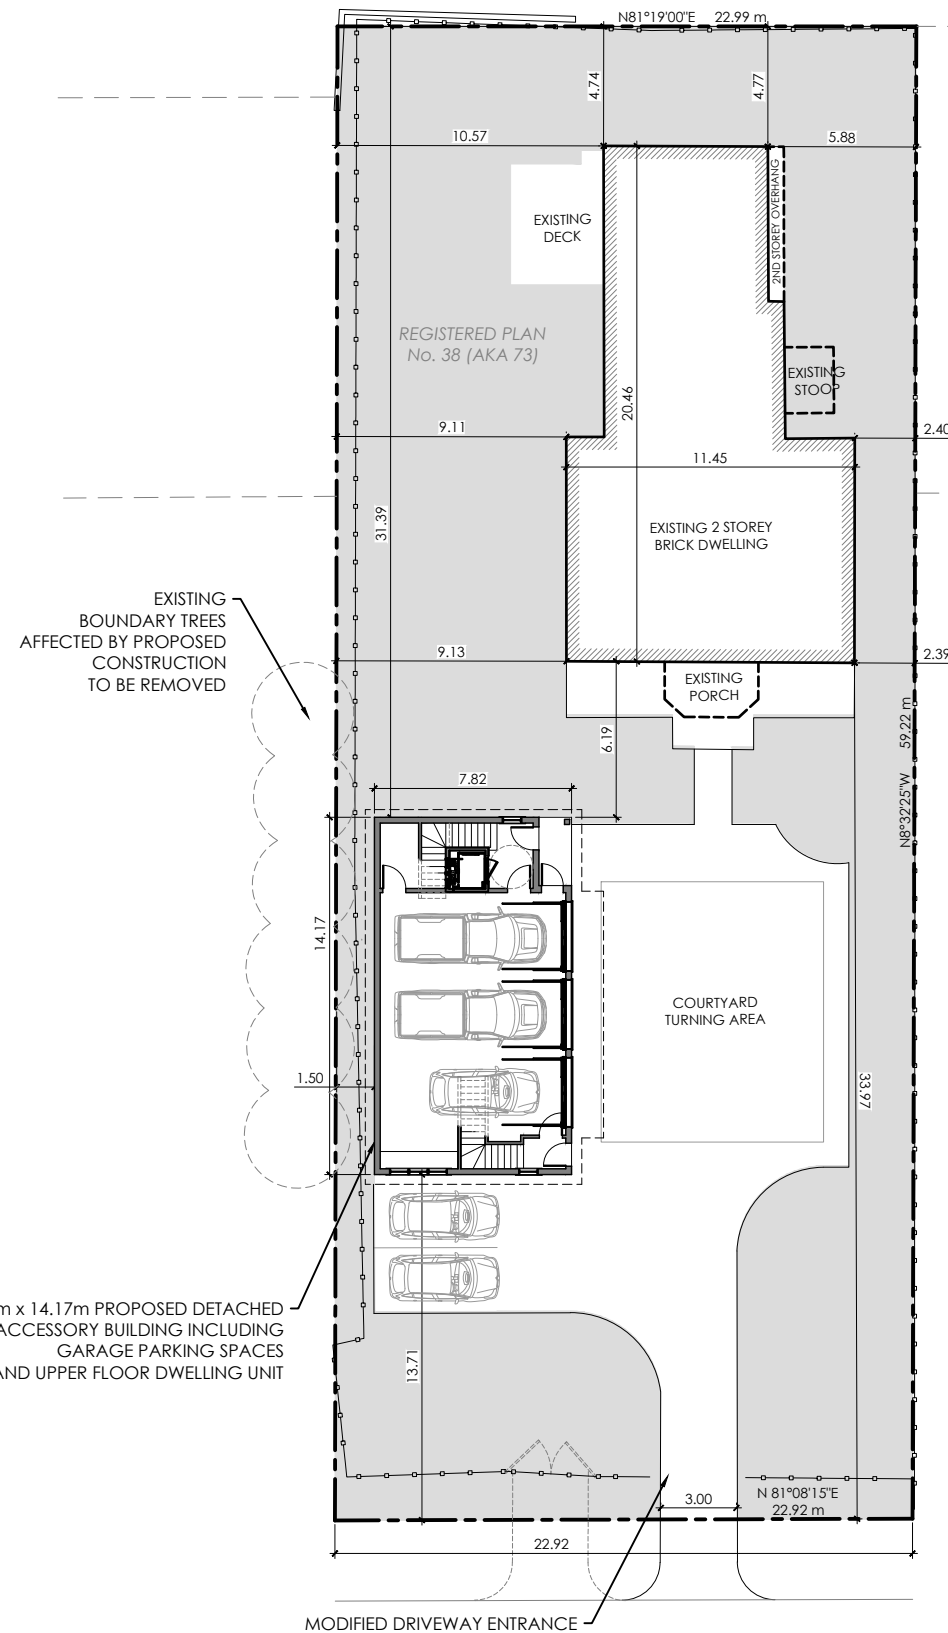 N81°19'00"E 22.99 m
4.74
4.77
10.57
5.88
EXISTING
DECK
2ND STOREY OVERHANG
REGISTERED PLAN
No. 38 (AKA 73)
EXISTING
STOOP
20.46
9.11
2.40
11.45
31.39
EXISTING 2 STOREY
BRICK DWELLING
EXISTING
BOUNDARY TREES
AFFECTED BY PROPOSED
CONSTRUCTION
TO BE REMOVED
9.13
2.39
EXISTING
PORCH
6.19
N8°32'25"W 59.22 m
7.82
14.17
COURTYARD
TURNING AREA
1.50
33.97
m x 14.17m PROPOSED DETACHED
ACCESSORY BUILDING INCLUDING
GARAGE PARKING SPACES
AND UPPER FLOOR DWELLING UNIT
13.71
3.00
N 81°08'15"E
22.92 m
22.92
MODIFIED DRIVEWAY ENTRANCE